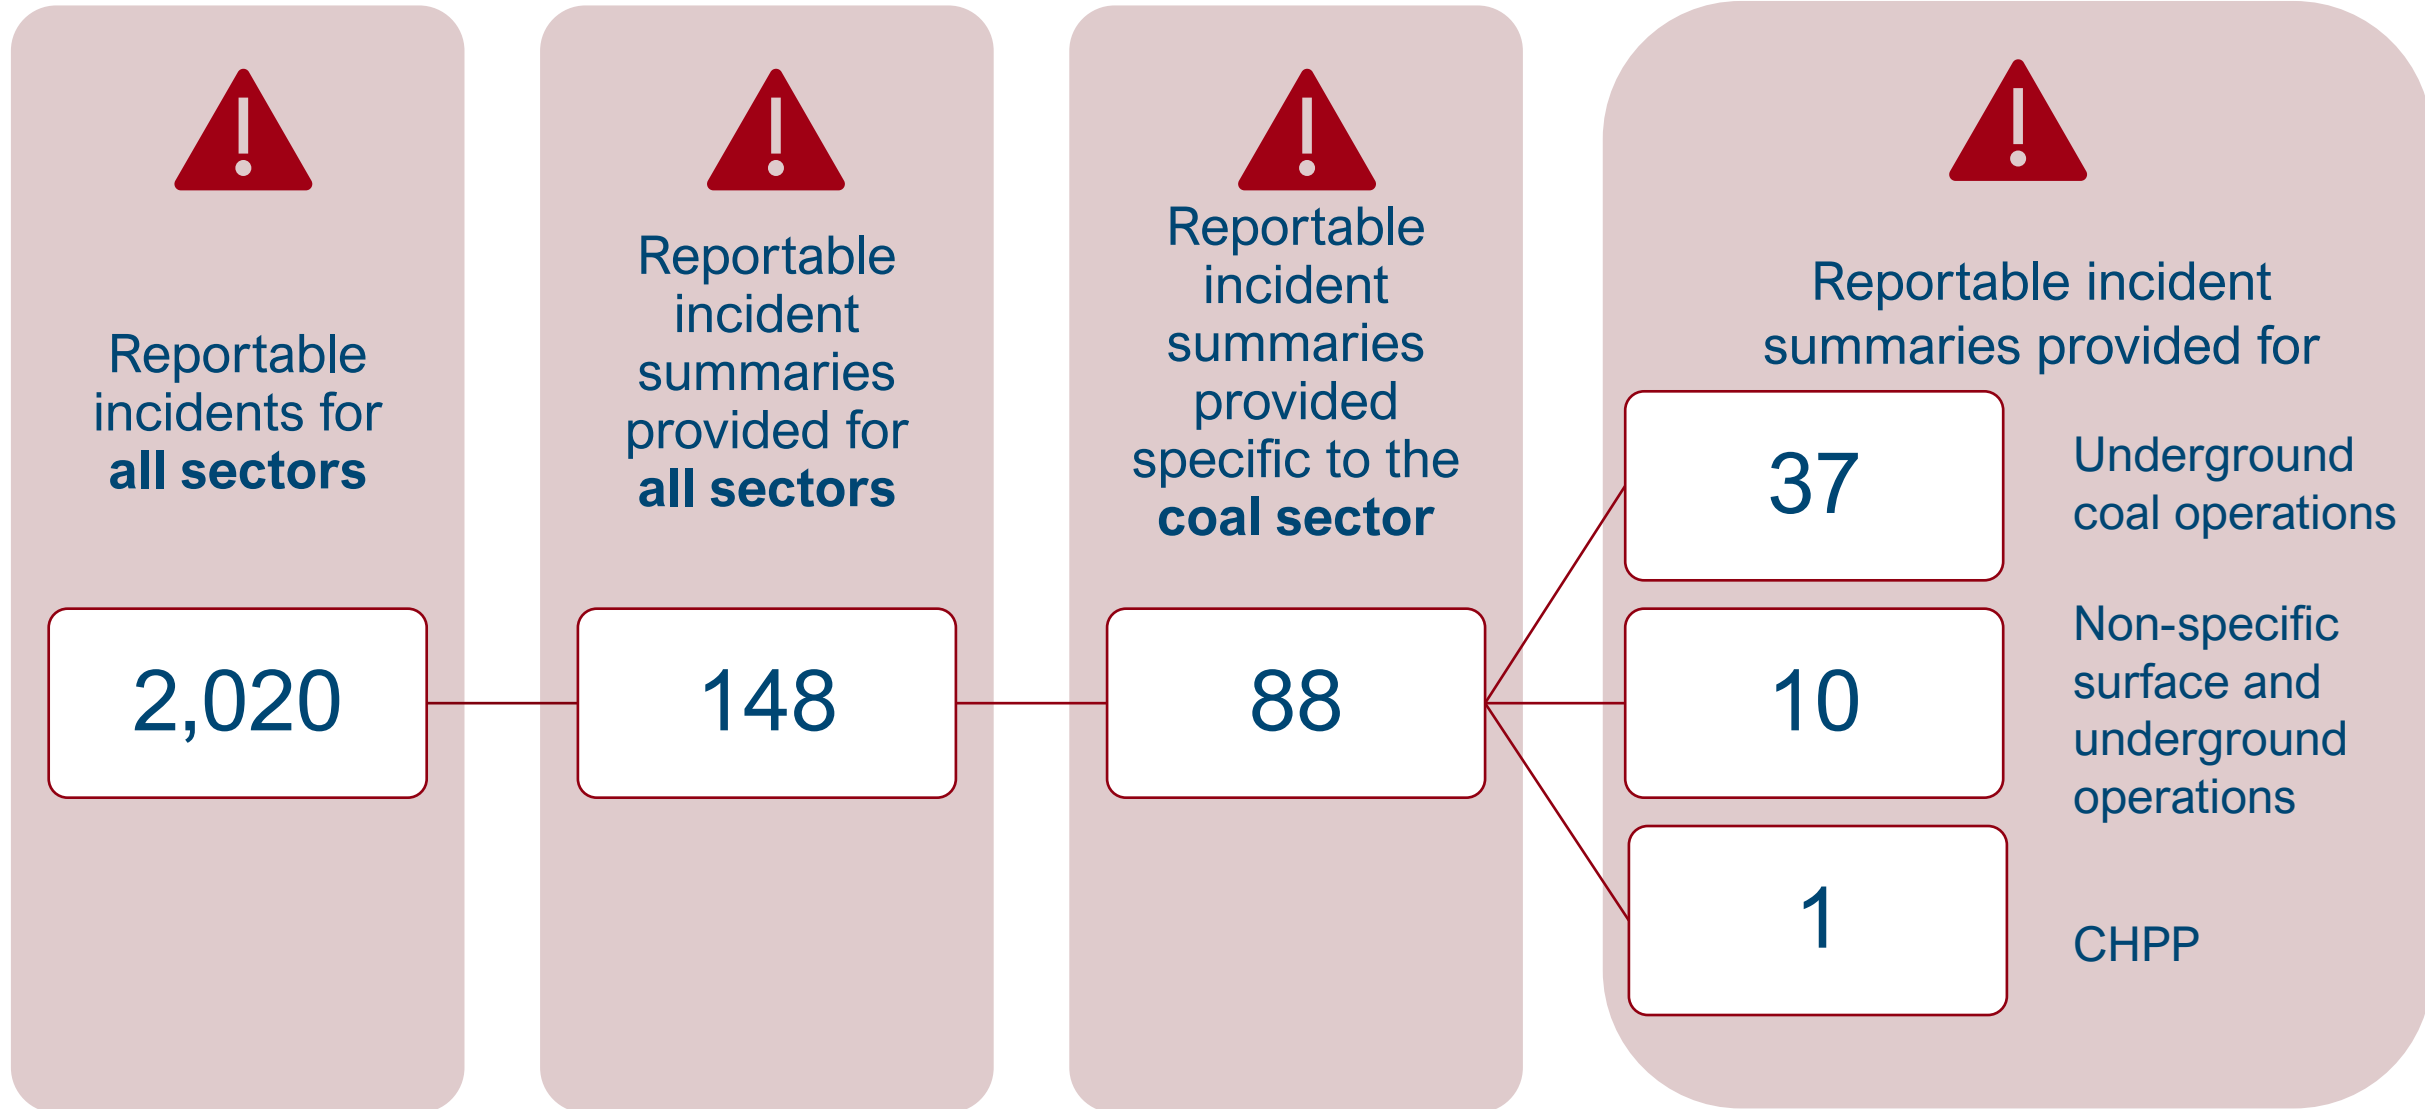 Reportable
incidents for
all sectors
2,020
Reportable
incident
summaries
provided for
all sectors
148
Reportable
incident
summaries
provided
specific to the
coal sector
88
Reportable incident
summaries provided for
37
Underground
coal operations
10
Non-specific
surface and
underground
operations
1
CHPP